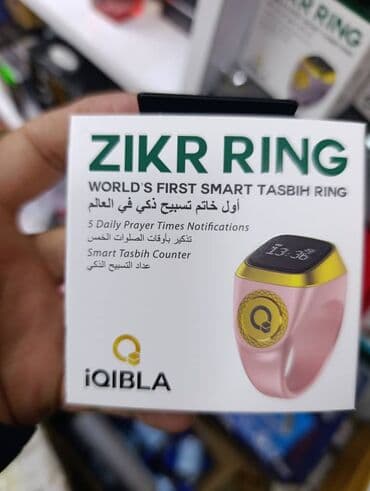 ZIKR RING
WORLD'S FIRST SMART TASBIH RING
أول خاتم تسبيح ذكي في العالم
5 Daily Prayer Times Notifications
تذكير بأوقات الصلوات الخمس
Smart Tasbih Counter
عداد التسبيح الذكي
13:36
iQIBLA